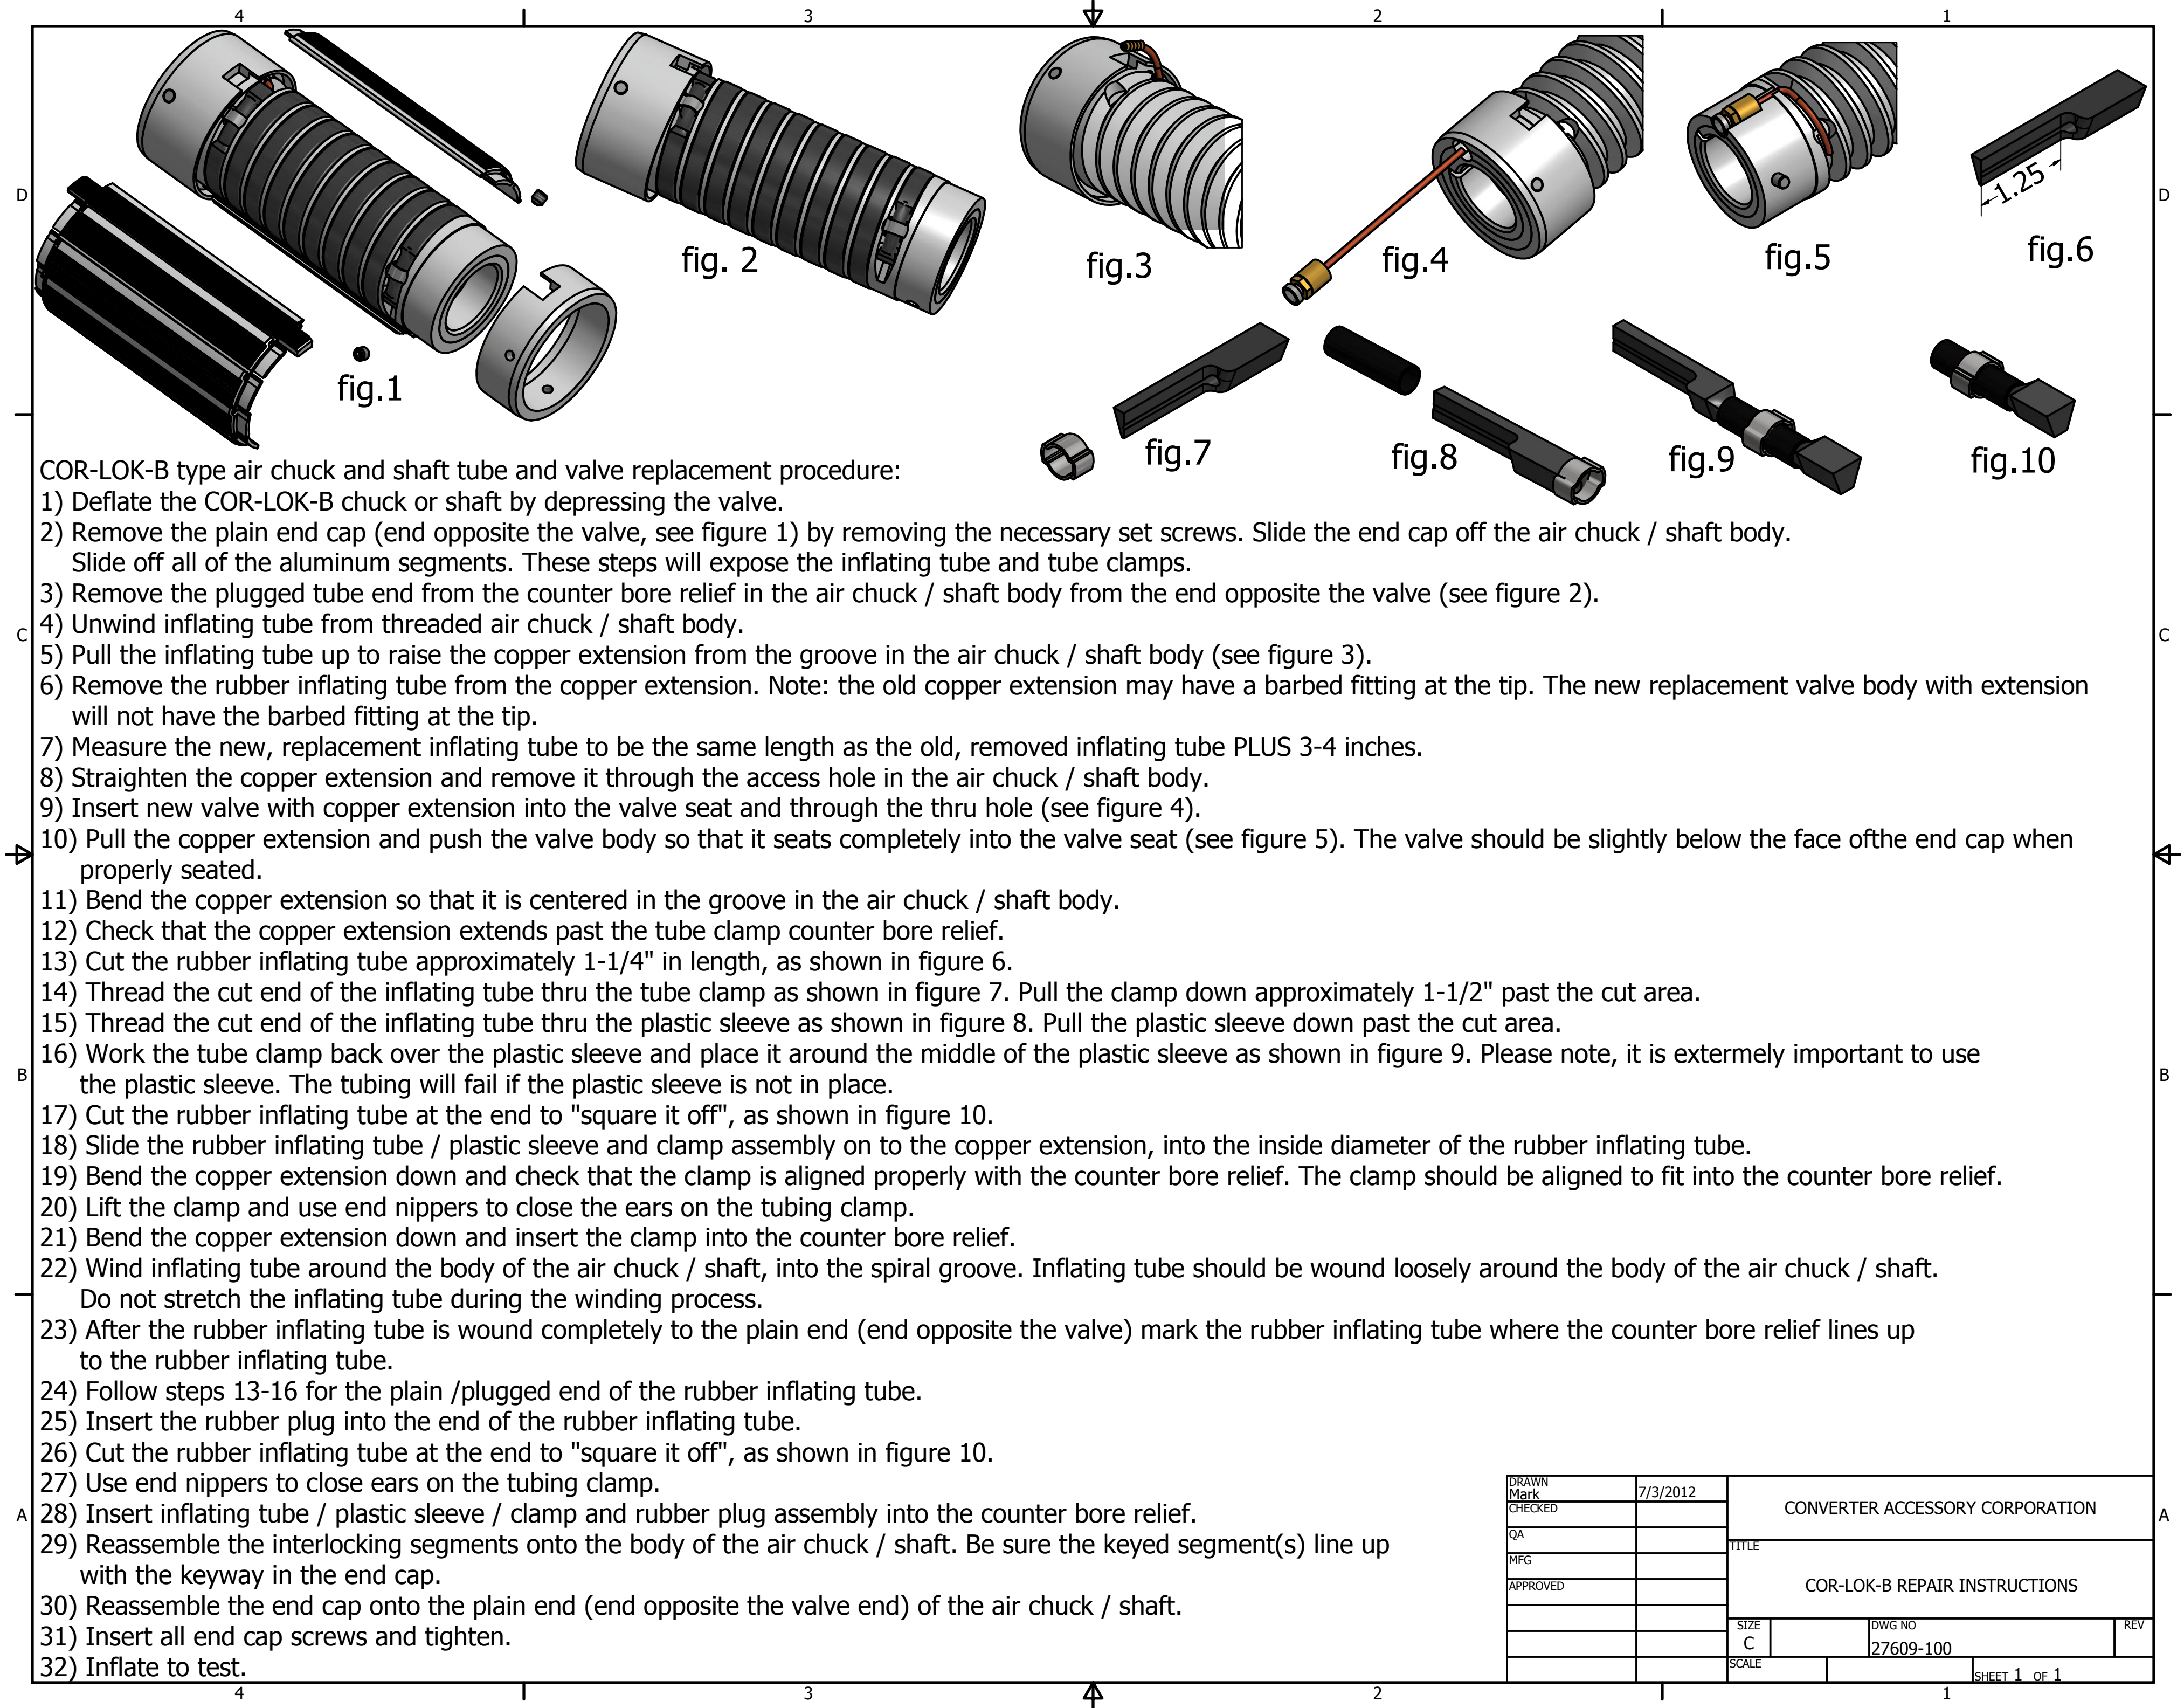 4 3 2 1
D D
fig.1
fig. 2
fig.3
fig.4
fig.5
1.25
fig.6
fig.7
fig.8
fig.9
fig.10
COR-LOK-B type air chuck and shaft tube and valve replacement procedure:
1) Deflate the COR-LOK-B chuck or shaft by depressing the valve.
2) Remove the plain end cap (end opposite the valve, see figure 1) by removing the necessary set screws. Slide the end cap off the air chuck / shaft body.
Slide off all of the aluminum segments. These steps will expose the inflating tube and tube clamps.
3) Remove the plugged tube end from the counter bore relief in the air chuck / shaft body from the end opposite the valve (see figure 2).
C C
4) Unwind inflating tube from threaded air chuck / shaft body.
5) Pull the inflating tube up to raise the copper extension from the groove in the air chuck / shaft body (see figure 3).
6) Remove the rubber inflating tube from the copper extension. Note: the old copper extension may have a barbed fitting at the tip. The new replacement valve body with extension
will not have the barbed fitting at the tip.
7) Measure the new, replacement inflating tube to be the same length as the old, removed inflating tube PLUS 3-4 inches.
8) Straighten the copper extension and remove it through the access hole in the air chuck / shaft body.
9) Insert new valve with copper extension into the valve seat and through the thru hole (see figure 4).
10) Pull the copper extension and push the valve body so that it seats completely into the valve seat (see figure 5). The valve should be slightly below the face ofthe end cap when
properly seated.
11) Bend the copper extension so that it is centered in the groove in the air chuck / shaft body.
12) Check that the copper extension extends past the tube clamp counter bore relief.
13) Cut the rubber inflating tube approximately 1-1/4" in length, as shown in figure 6.
14) Thread the cut end of the inflating tube thru the tube clamp as shown in figure 7. Pull the clamp down approximately 1-1/2" past the cut area.
15) Thread the cut end of the inflating tube thru the plastic sleeve as shown in figure 8. Pull the plastic sleeve down past the cut area.
16) Work the tube clamp back over the plastic sleeve and place it around the middle of the plastic sleeve as shown in figure 9. Please note, it is extermely important to use
B B
the plastic sleeve. The tubing will fail if the plastic sleeve is not in place.
17) Cut the rubber inflating tube at the end to "square it off", as shown in figure 10.
18) Slide the rubber inflating tube / plastic sleeve and clamp assembly on to the copper extension, into the inside diameter of the rubber inflating tube.
19) Bend the copper extension down and check that the clamp is aligned properly with the counter bore relief. The clamp should be aligned to fit into the counter bore relief.
20) Lift the clamp and use end nippers to close the ears on the tubing clamp.
21) Bend the copper extension down and insert the clamp into the counter bore relief.
22) Wind inflating tube around the body of the air chuck / shaft, into the spiral groove. Inflating tube should be wound loosely around the body of the air chuck / shaft.
Do not stretch the inflating tube during the winding process.
23) After the rubber inflating tube is wound completely to the plain end (end opposite the valve) mark the rubber inflating tube where the counter bore relief lines up
to the rubber inflating tube.
24) Follow steps 13-16 for the plain /plugged end of the rubber inflating tube.
25) Insert the rubber plug into the end of the rubber inflating tube.
26) Cut the rubber inflating tube at the end to "square it off", as shown in figure 10.
27) Use end nippers to close ears on the tubing clamp.
A A
28) Insert inflating tube / plastic sleeve / clamp and rubber plug assembly into the counter bore relief.
29) Reassemble the interlocking segments onto the body of the air chuck / shaft. Be sure the keyed segment(s) line up
with the keyway in the end cap.
30) Reassemble the end cap onto the plain end (end opposite the valve end) of the air chuck / shaft.
31) Insert all end cap screws and tighten.
32) Inflate to test.
DRAWN
Mark 7/3/2012
CHECKED
QA
MFG
APPROVED
CONVERTER ACCESSORY CORPORATION
TITLE
COR-LOK-B REPAIR INSTRUCTIONS
SIZE
C
DWG NO
27609-100
REV
SCALE
SHEET 1 OF 1
4 3 2 1